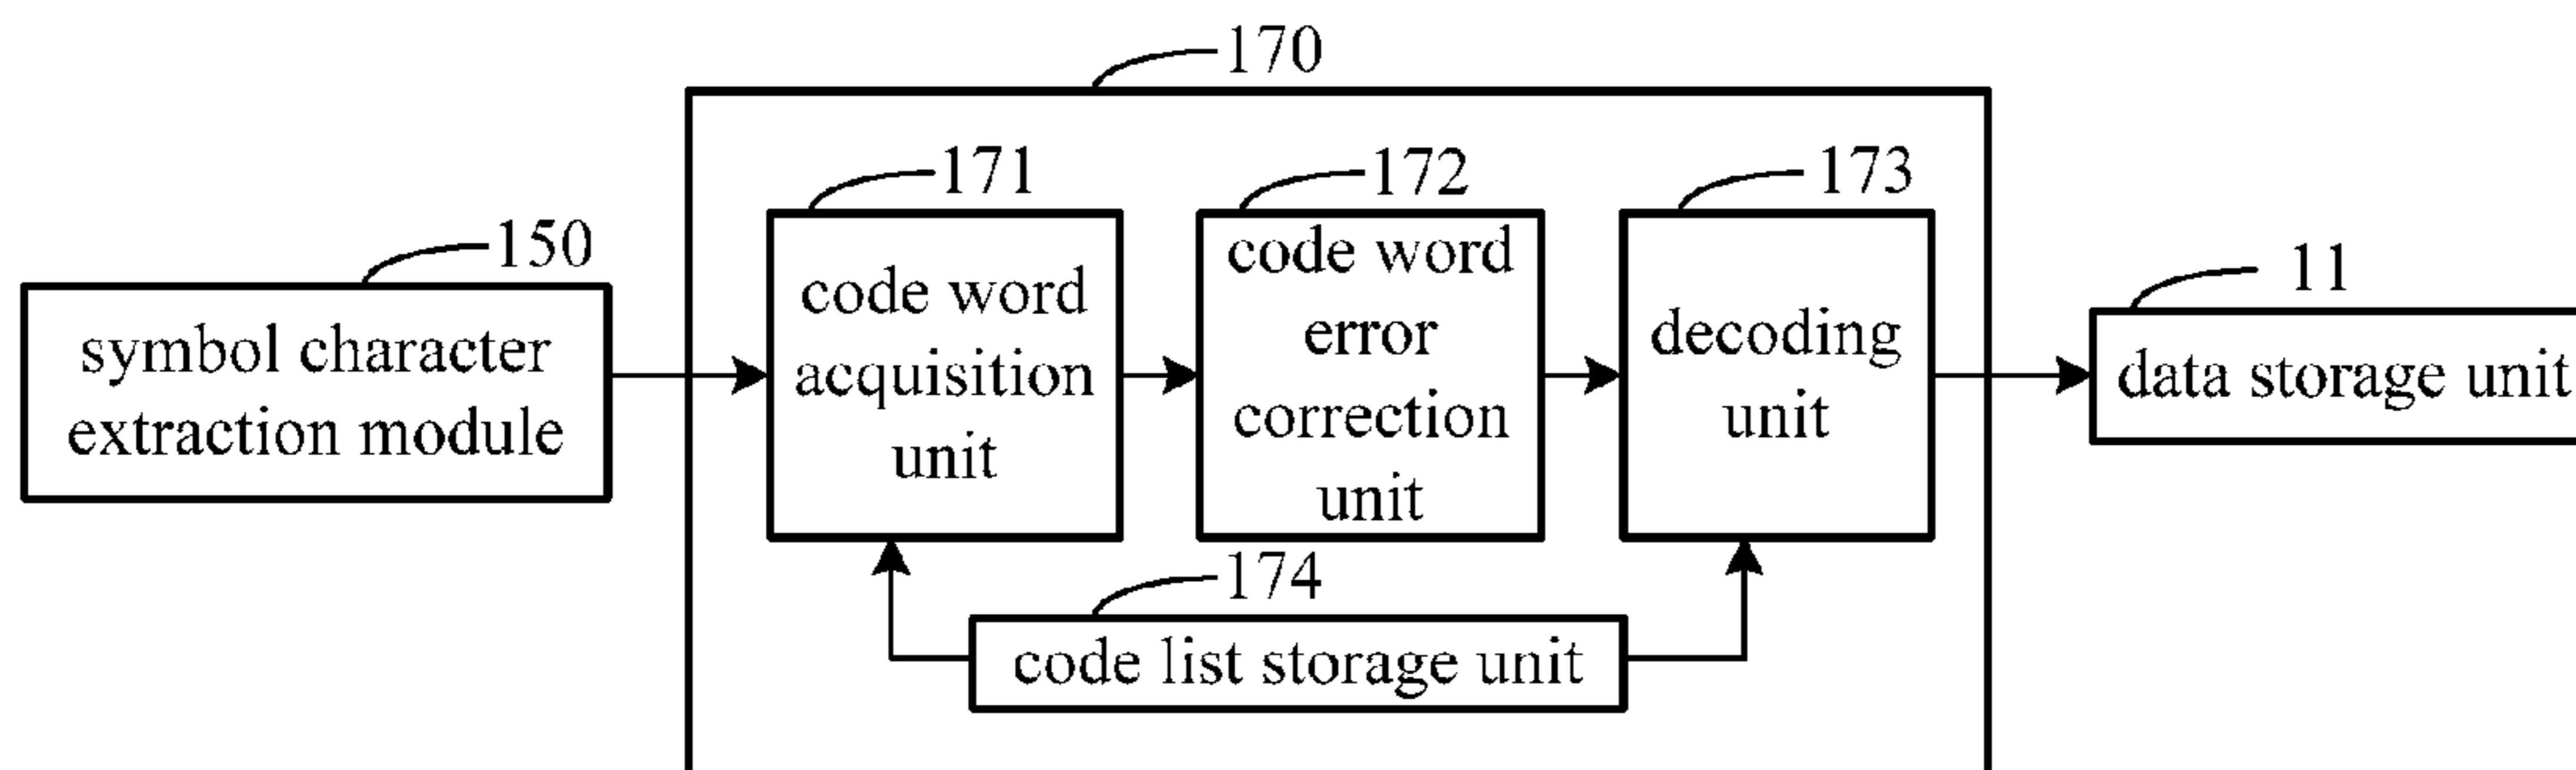 170
171
172
173
150
11
symbol character
extraction module
code word
acquisition
unit
code word
error
correction
unit
decoding
unit
data storage unit
174
code list storage unit